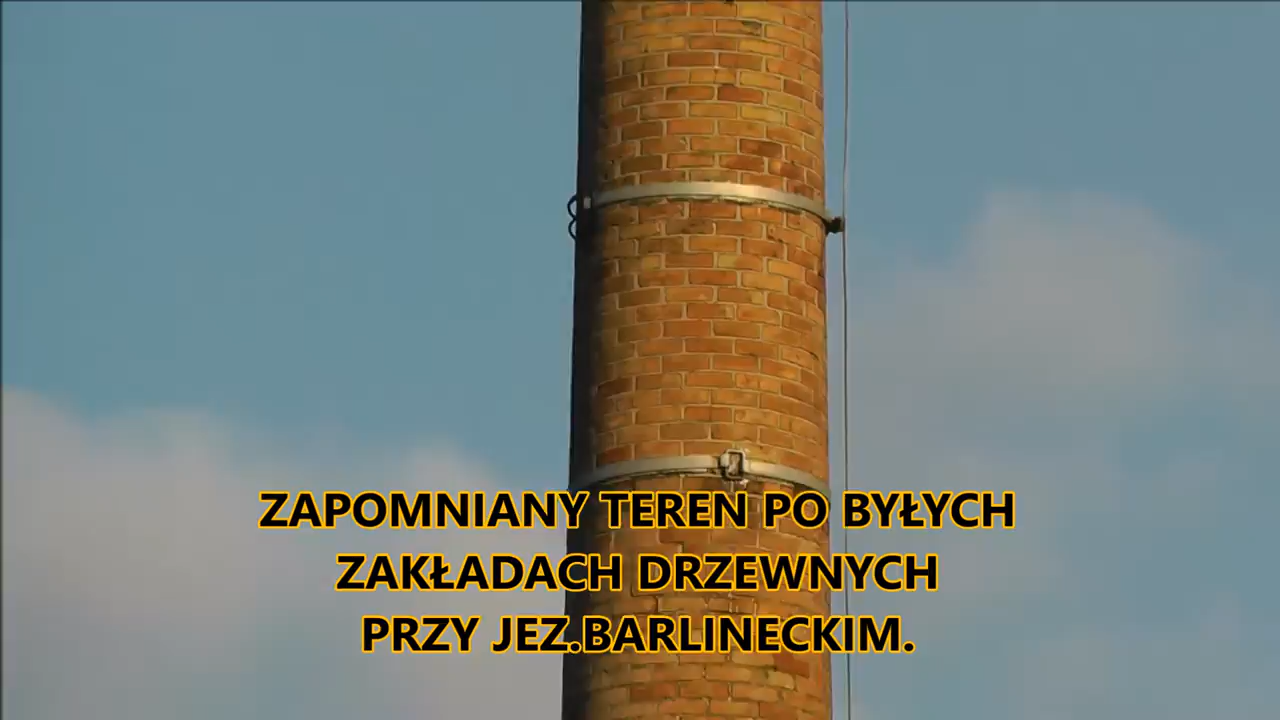 ZAPOMNIANY TEREN PO BYŁYCH
ZAKŁADACH DRZEWNYCH
PRZY JEZ.BARLINECKIM.